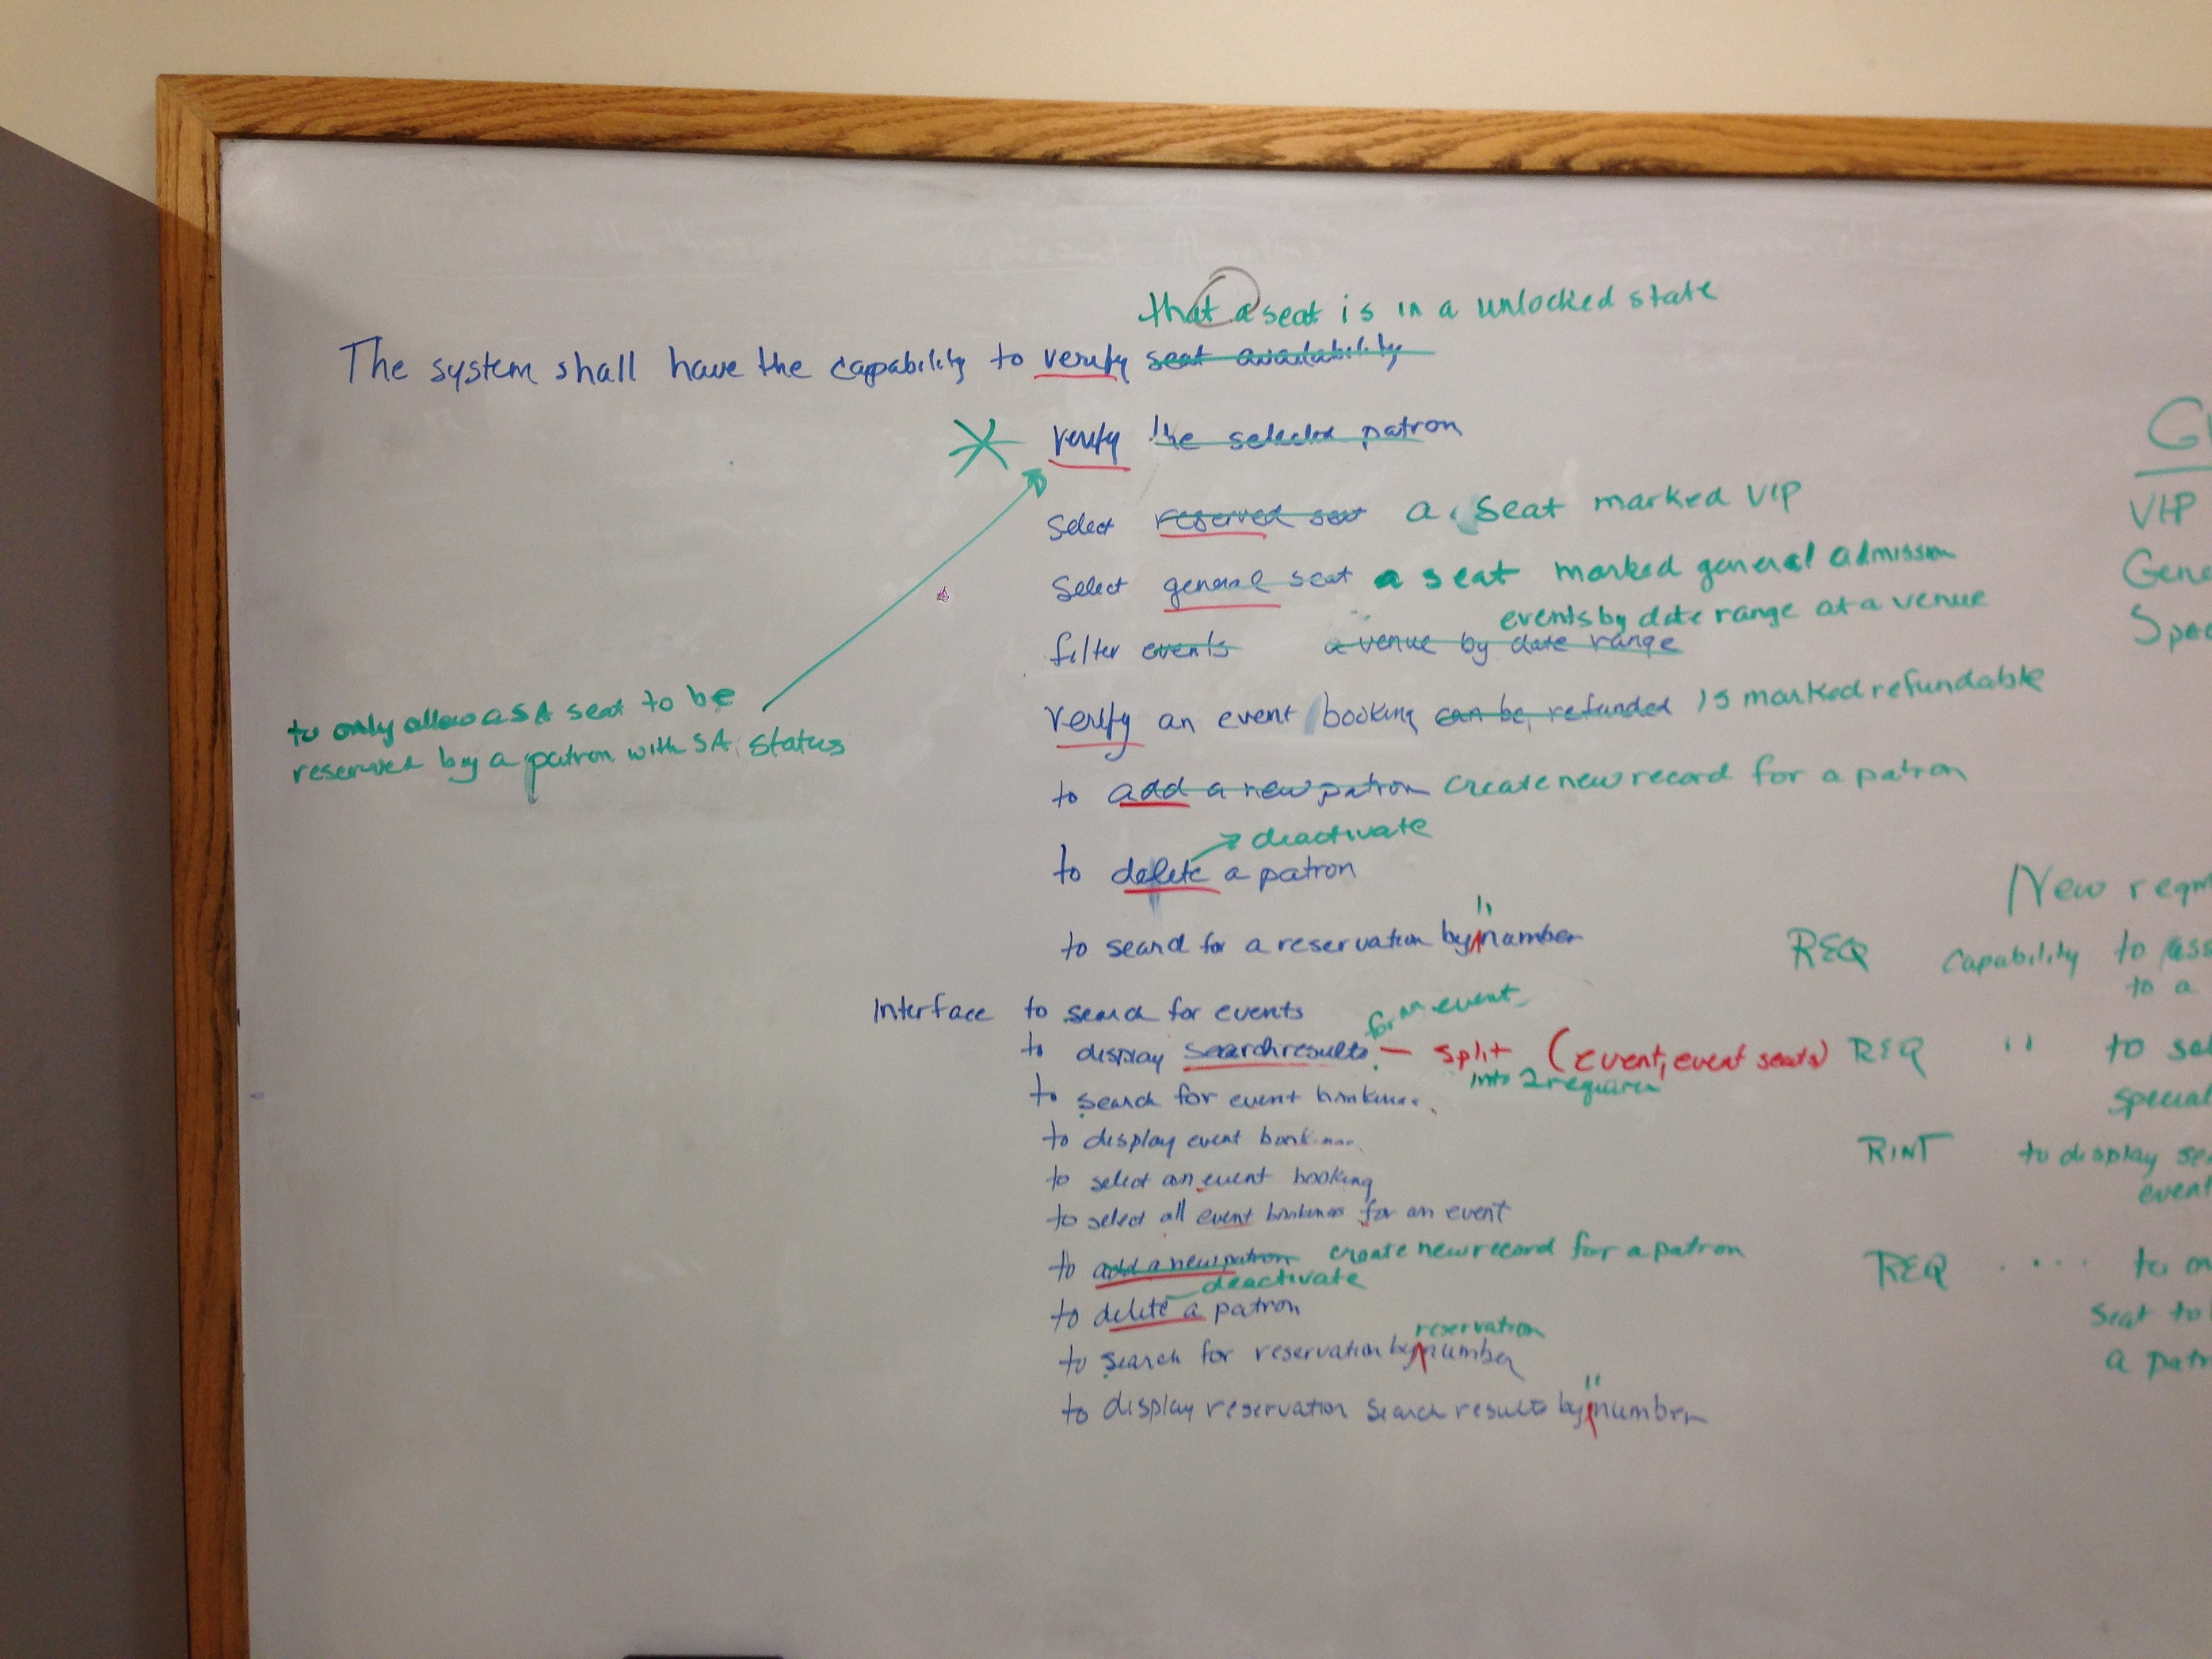 that a seat is in a unlocked state
The system shall have the capability to verify seat availability
verify the selected patron
Select reserved seat a seat marked VIP
Select general seat a seat marked general admission
events by date range at a venue
filter events a venue by date range
verify an event booking can be refunded is marked refundable
to only allow a SA seat to be
reserved by a patron with SA status
to add a new patron create new record for a patron
deactivate
to delete a patron
"
to search for a reservation by number
Interface to search for events
for an event
to display search results - split (event, event seats)
into 2
to search for event
to display event
to select an event booking
to select all event bookings for an event
to add a new patron create new record for a patron
deactivate
to delete a patron
reservation
to search for reservation by number
"
to display reservation search results by number
G
VIP
Gene
Spec
New reqm
REQ capability to ass
to a
REQ " to sel
special
RINT to display se
event
REQ .... to on
seat to
a patr